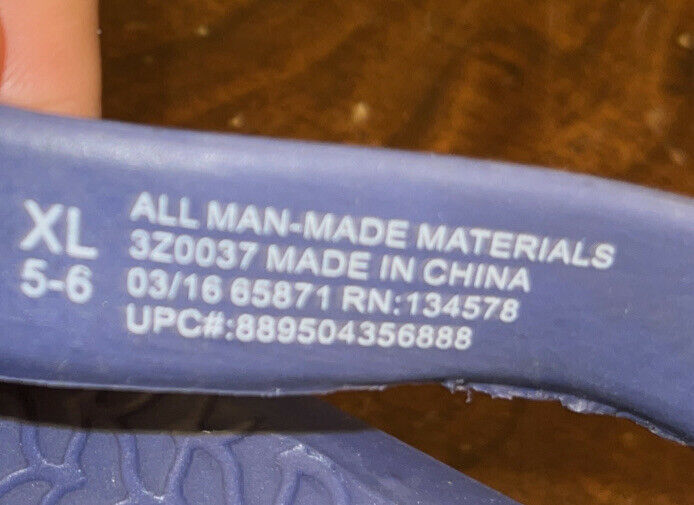 XL
5-6
ALL MAN-MADE MATERIALS
3Z0037 MADE IN CHINA
03/16 65871 RN:134578
UPC#:889504356888